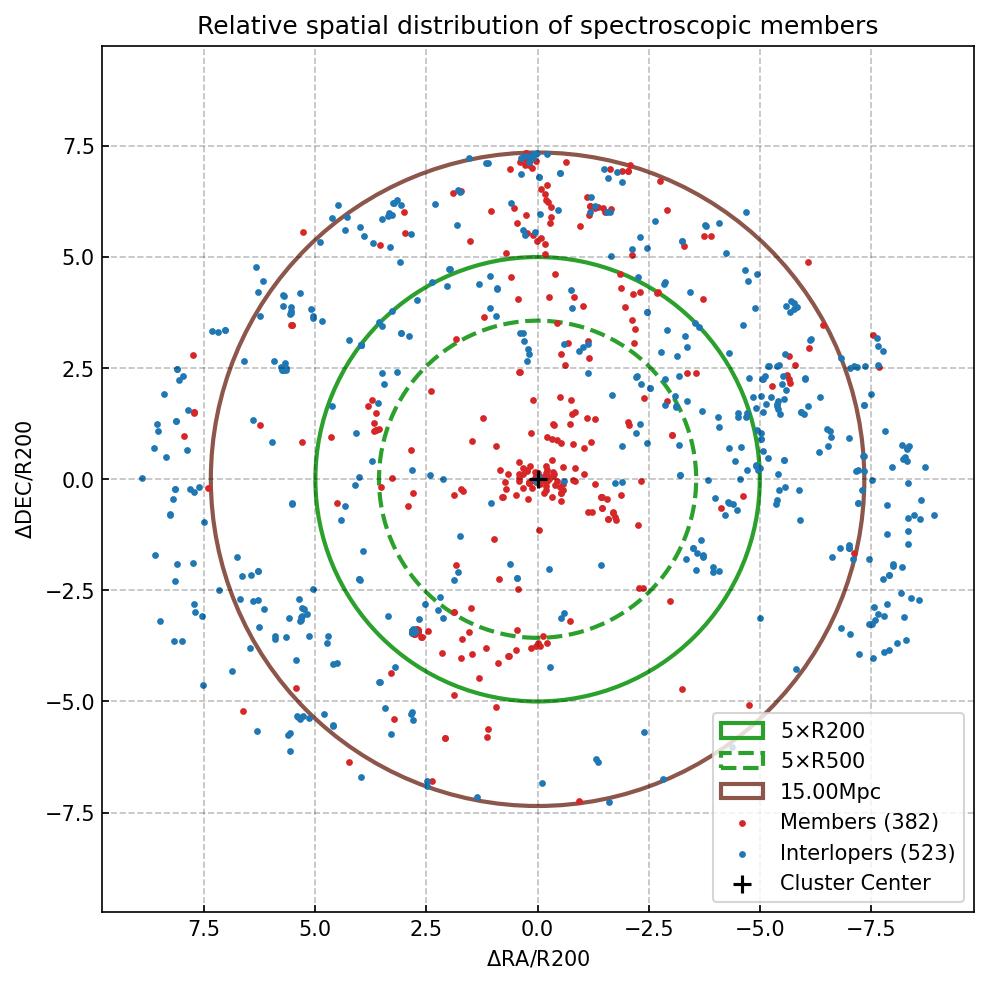 Relative spatial distribution of spectroscopic members
7.5
5.0
2.5
0.0
−2.5
−5.0
−7.5
ΔDEC/R200
7.5
5.0
2.5
0.0
−2.5
−5.0
−7.5
ΔRA/R200
5×R200
5×R500
15.00Mpc
Members (382)
Interlopers (523)
Cluster Center